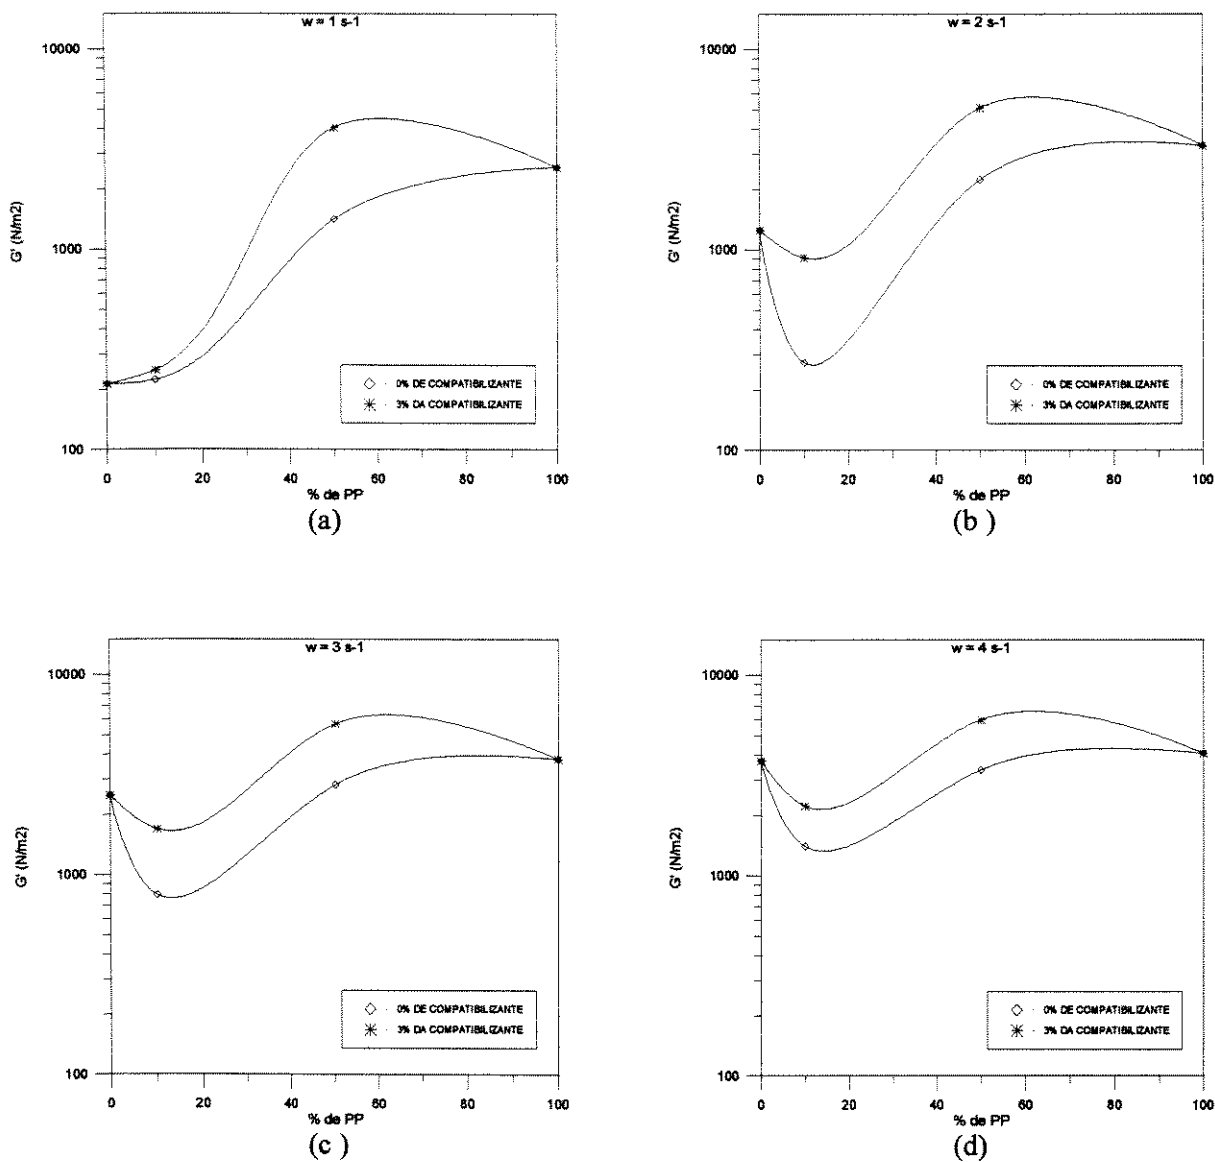 w = 1 s-1
10000
1000
100
G' (N/m2)
0% DE COMPATIBILIZANTE
3% DA COMPATIBILIZANTE
0 20 40 60 80 100
% de PP
(a)
w = 2 s-1
10000
1000
100
G' (N/m2)
0% DE COMPATIBILIZANTE
3% DA COMPATIBILIZANTE
0 20 40 60 80 100
% de PP
(b )
w = 3 s-1
10000
1000
100
G' (N/m2)
0% DE COMPATIBILIZANTE
3% DA COMPATIBILIZANTE
0 20 40 60 80 100
% de PP
(c )
w = 4 s-1
10000
1000
100
G' (N/m2)
0% DE COMPATIBILIZANTE
3% DA COMPATIBILIZANTE
0 20 40 60 80 100
% de PP
(d)